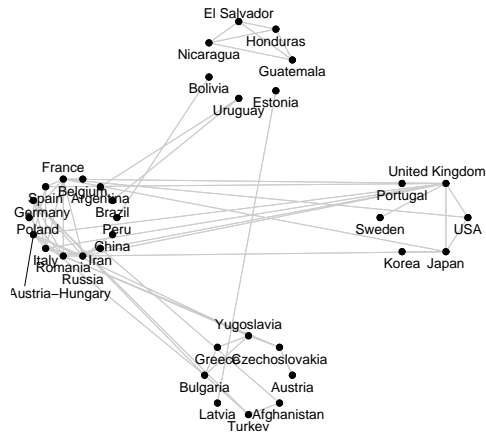 El Salvador
Honduras
Nicaragua
Guatemala
Bolivia
Estonia
Uruguay
France
United Kingdom
Belgium
Spain
Argentina
Portugal
Germany
Brazil
Poland
Peru
Sweden
USA
China
Italy
Iran
Korea
Japan
Romania
Russia
Austria-Hungary
Yugoslavia
Greece
Czechoslovakia
Bulgaria
Austria
Latvia
Afghanistan
Turkey